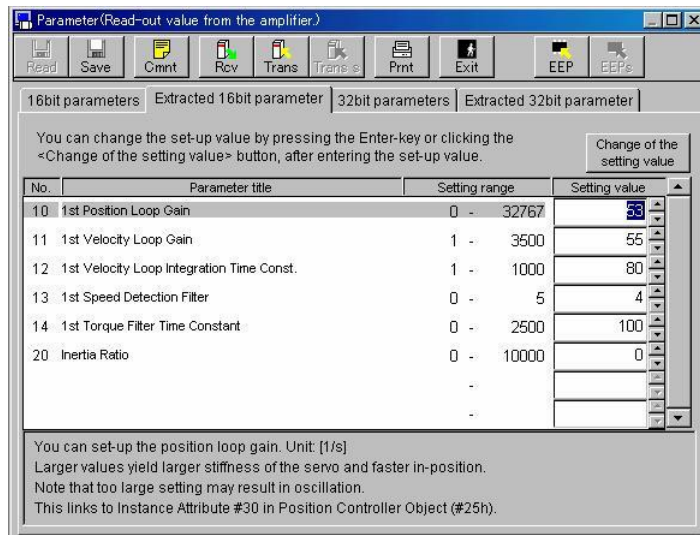 Parameter(Read-out value from the amplifier.)
Read Save Cmnt Rcv Trans Trans s Prnt Exit EEP EEPs
16bit parameters Extracted 16bit parameter 32bit parameters Extracted 32bit parameter
You can change the set-up value by pressing the Enter-key or clicking the
<Change of the setting value> button, after entering the set-up value.
Change of the
setting value
No. Parameter title Setting range Setting value
10 1st Position Loop Gain 0 - 32767 53
11 1st Velocity Loop Gain 1 - 3500 55
12 1st Velocity Loop Integration Time Const. 1 - 1000 80
13 1st Speed Detection Filter 0 - 5 4
14 1st Torque Filter Time Constant 0 - 2500 100
20 Inertia Ratio 0 - 10000 0
-
-
You can set-up the position loop gain. Unit: [1/s]
Larger values yield larger stiffness of the servo and faster in-position.
Note that too large setting may result in oscillation.
This links to Instance Attribute #30 in Position Controller Object (#25h).